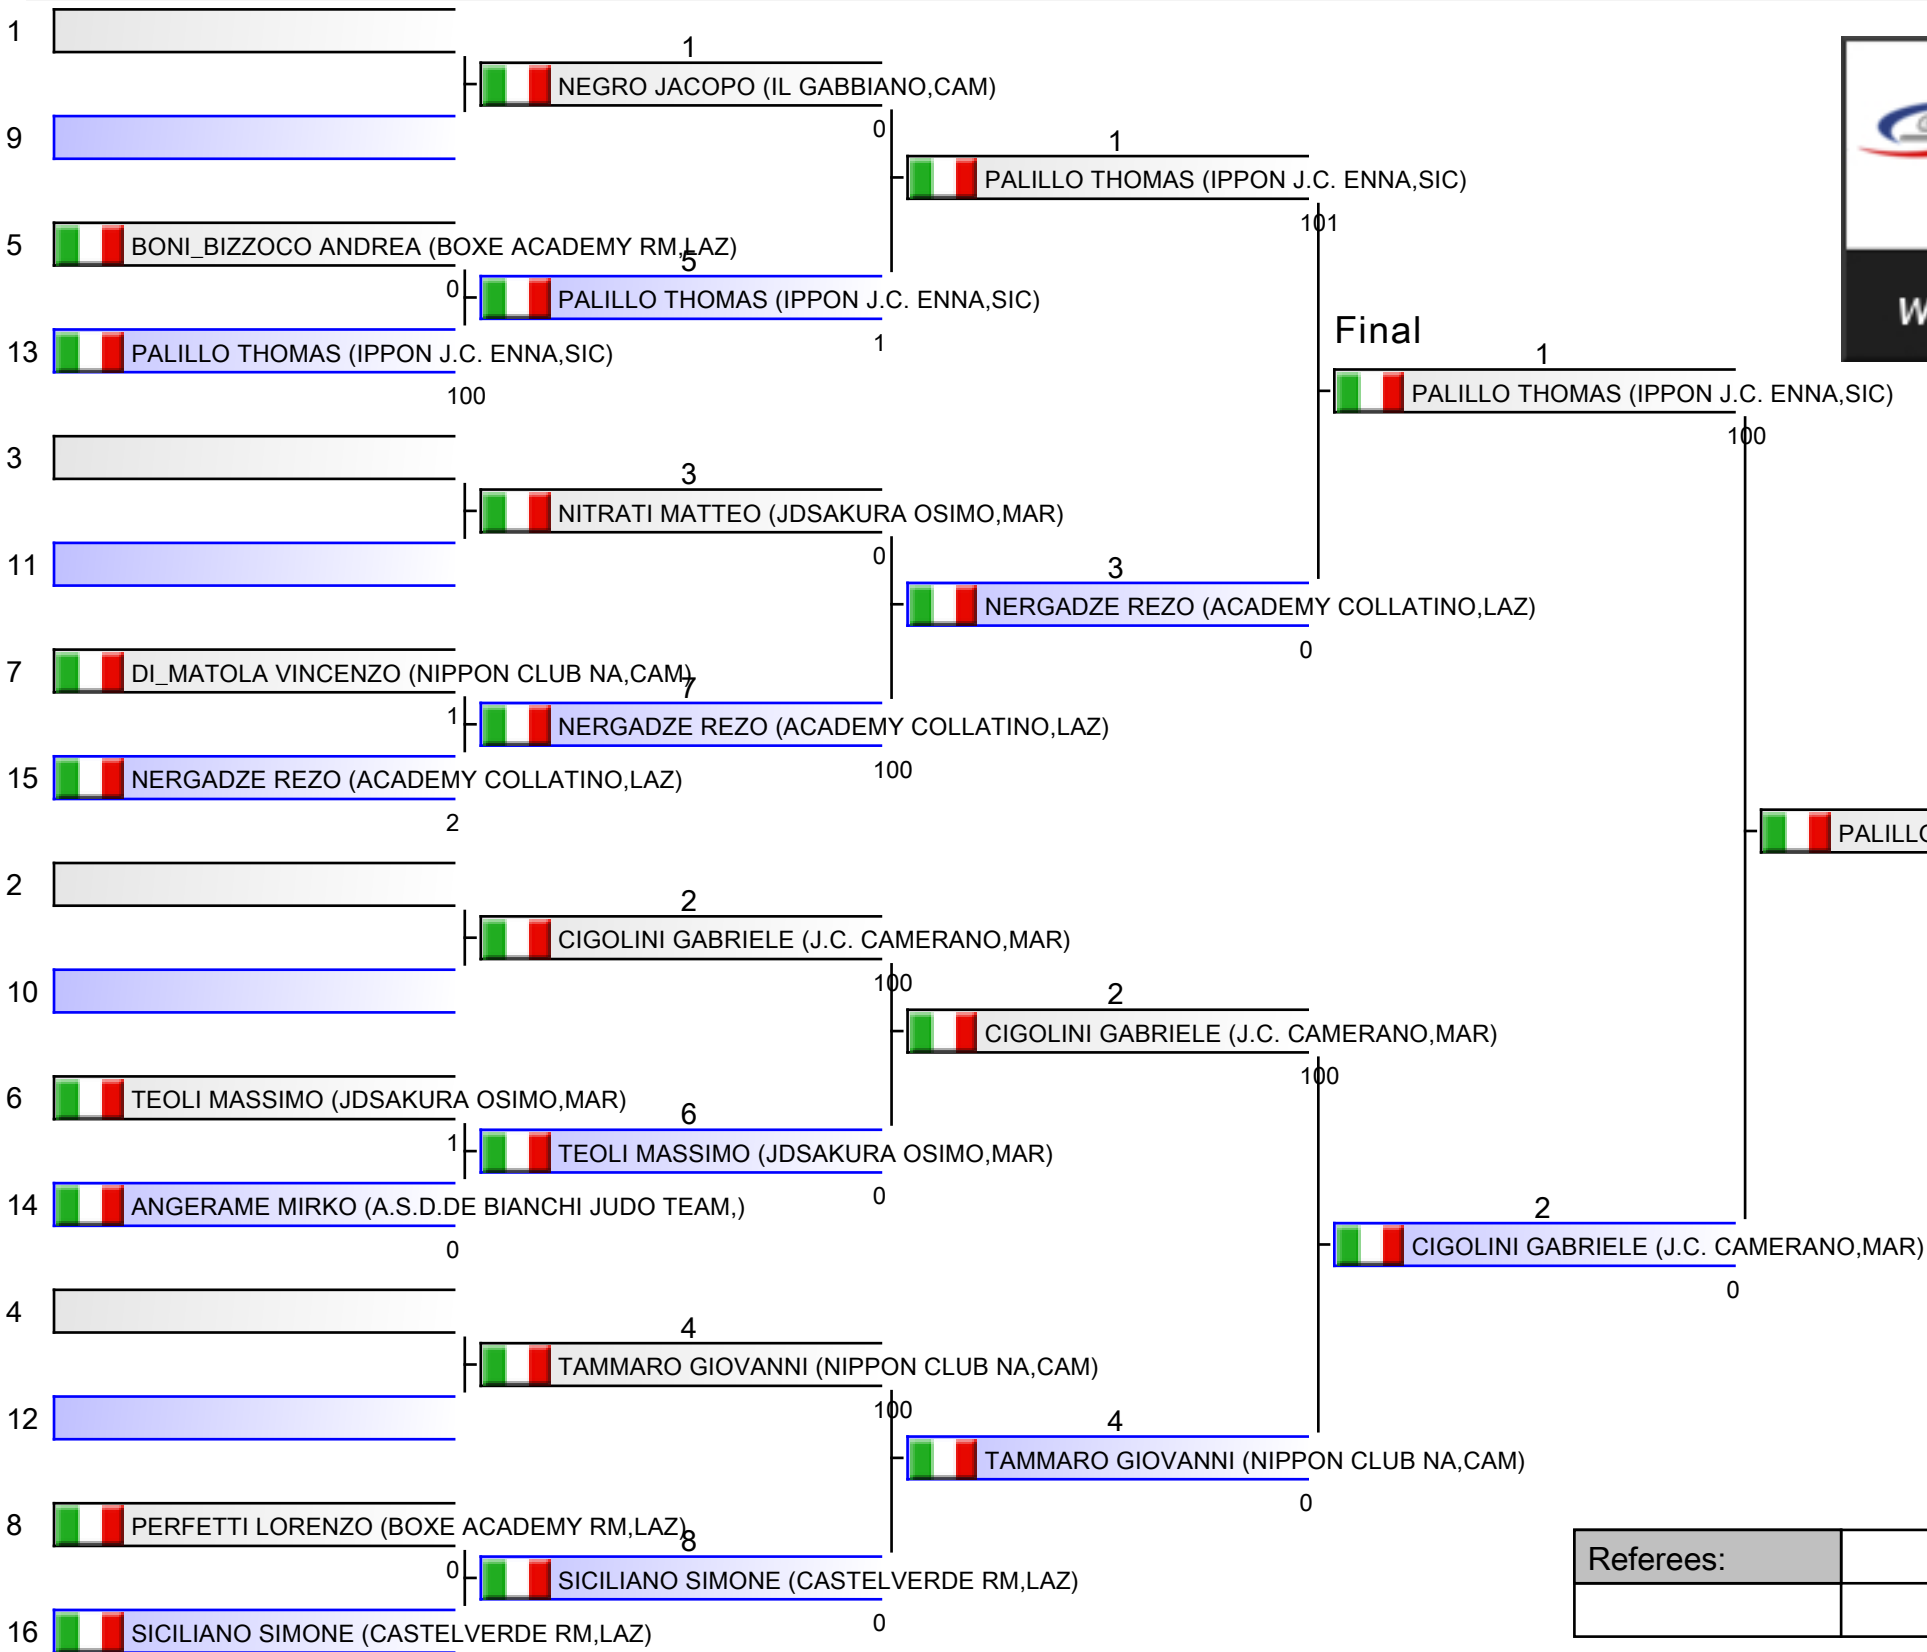 1
1
NEGRO JACOPO (IL GABBIANO,CAM)
0
9
1
PALILLO THOMAS (IPPON J.C. ENNA,SIC)
101
5
BONI_BIZZOCO ANDREA (BOXE ACADEMY RM,LAZ)
5
0
PALILLO THOMAS (IPPON J.C. ENNA,SIC)
1
13
PALILLO THOMAS (IPPON J.C. ENNA,SIC)
100
Final
1
PALILLO THOMAS (IPPON J.C. ENNA,SIC)
100
W
3
3
NITRATI MATTEO (JDSAKURA OSIMO,MAR)
0
11
3
NERGADZE REZO (ACADEMY COLLATINO,LAZ)
0
7
DI_MATOLA VINCENZO (NIPPON CLUB NA,CAM)
7
1
NERGADZE REZO (ACADEMY COLLATINO,LAZ)
100
15
NERGADZE REZO (ACADEMY COLLATINO,LAZ)
2
PALILLO
2
2
CIGOLINI GABRIELE (J.C. CAMERANO,MAR)
100
10
2
CIGOLINI GABRIELE (J.C. CAMERANO,MAR)
100
6
TEOLI MASSIMO (JDSAKURA OSIMO,MAR)
6
1
TEOLI MASSIMO (JDSAKURA OSIMO,MAR)
0
14
ANGERAME MIRKO (A.S.D.DE BIANCHI JUDO TEAM,)
0
2
CIGOLINI GABRIELE (J.C. CAMERANO,MAR)
0
4
4
TAMMARO GIOVANNI (NIPPON CLUB NA,CAM)
100
12
4
TAMMARO GIOVANNI (NIPPON CLUB NA,CAM)
0
8
PERFETTI LORENZO (BOXE ACADEMY RM,LAZ)
8
0
SICILIANO SIMONE (CASTELVERDE RM,LAZ)
0
16
SICILIANO SIMONE (CASTELVERDE RM,LAZ)
Referees: